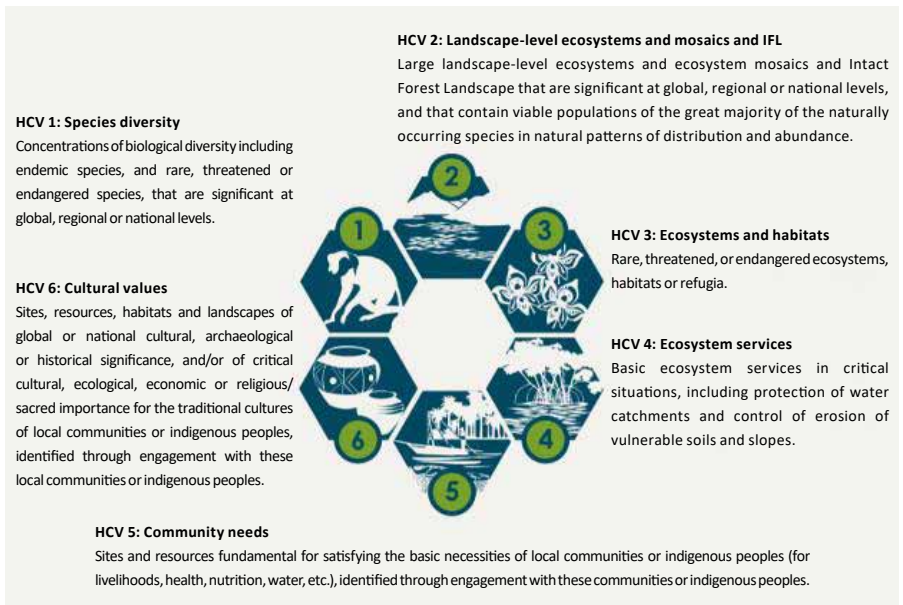 HCV 2: Landscape-level ecosystems and mosaics and IFL
Large landscape-level ecosystems and ecosystem mosaics and Intact
Forest Landscape that are significant at global, regional or national levels,
and that contain viable populations of the great majority of the naturally
occurring species in natural patterns of distribution and abundance.
HCV 1: Species diversity
Concentrations of biological diversity including
endemic species, and rare, threatened or
endangered species, that are significant at
global, regional or national levels.
2
1
3
HCV 3: Ecosystems and habitats
Rare, threatened, or endangered ecosystems,
habitats or refugia.
HCV 6: Cultural values
Sites, resources, habitats and landscapes of
global or national cultural, archaeological
or historical significance, and/or of critical
cultural, ecological, economic or religious/
sacred importance for the traditional cultures
of local communities or indigenous peoples,
identified through engagement with these
local communities or indigenous peoples.
HCV 4: Ecosystem services
Basic ecosystem services in critical
situations, including protection of water
catchments and control of erosion of
vulnerable soils and slopes.
6
4
5
HCV 5: Community needs
Sites and resources fundamental for satisfying the basic necessities of local communities or indigenous peoples (for
livelihoods, health, nutrition, water, etc.), identified through engagement with these communities or indigenous peoples.